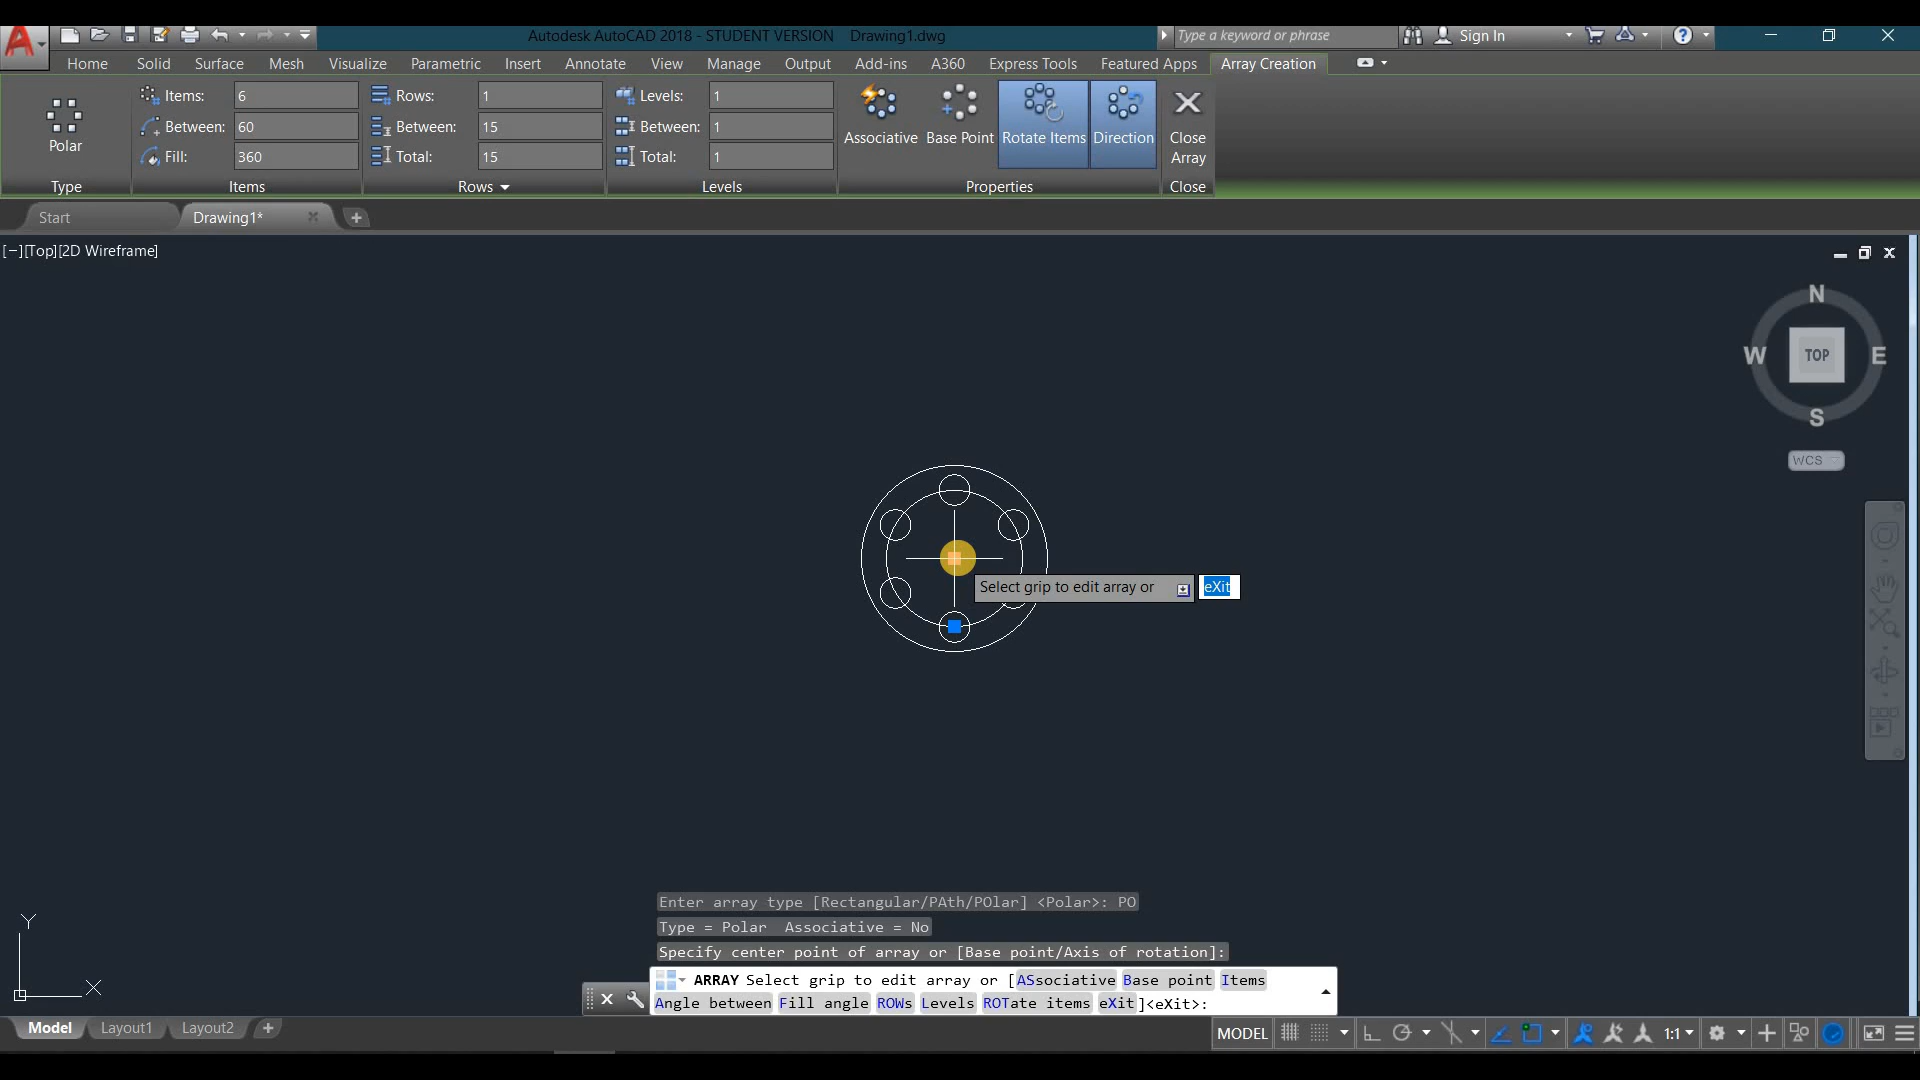 Autodesk AutoCAD 2018 - STUDENT VERSION Drawing1.dwg
Type a keyword or phrase
Sign In
Home Solid Surface Mesh Visualize Parametric Insert Annotate View Manage Output Add-ins A360 Express Tools Featured Apps Array Creation
Polar
Type
Items: 6
Between: 60
Fill: 360
Items
Rows: 1
Between: 15
Total: 15
Rows
Levels: 1
Between: 1
Total: 1
Levels
Associative Base Point Rotate Items Direction
Properties
Close Array
Close
Start Drawing1*
[−][Top][2D Wireframe]
N
W TOP E
S
WCS
Select grip to edit array or eXit
Y
X
Enter array type [Rectangular/PAth/POlar] <Polar>: PO
Type = Polar Associative = No
Specify center point of array or [Base point/Axis of rotation]:
ARRAY Select grip to edit array or [ASsociative Base point Items
Angle between Fill angle ROWs Levels ROTate items eXit]<eXit>:
Model Layout1 Layout2
MODEL 1:1